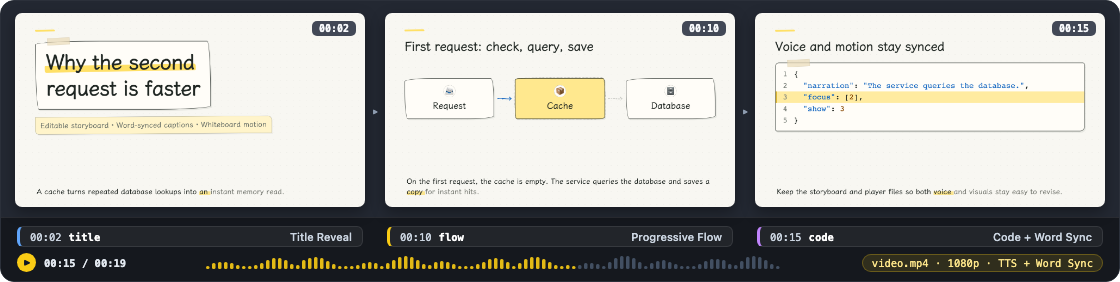 00:02
Why the second
request is faster
Editable storyboard • Word-synced captions • Whiteboard motion
A cache turns repeated database lookups into an instant memory read.
00:10
First request: check, query, save
Request
Cache
Database
On the first request, the cache is empty. The service queries the database and saves a
copy for instant hits.
00:15
Voice and motion stay synced
1 {
2 "narration": "The service queries the database.",
3 "focus": [2],
4 "show": 3
5 }
Keep the storyboard and player files so both voice and visuals stay easy to revise.
00:02 title Title Reveal
00:10 flow Progressive Flow
00:15 code Code + Word Sync
00:15 / 00:19
video.mp4 · 1080p · TTS + Word Sync